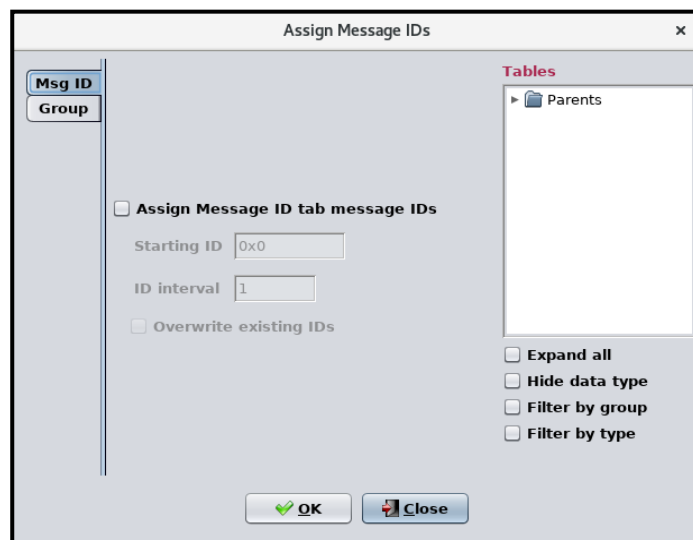 Assign Message IDs
Msg ID
Group
Assign Message ID tab message IDs
Starting ID 0x0
ID interval 1
Overwrite existing IDs
Tables
Parents
Expand all
Hide data type
Filter by group
Filter by type
OK Close